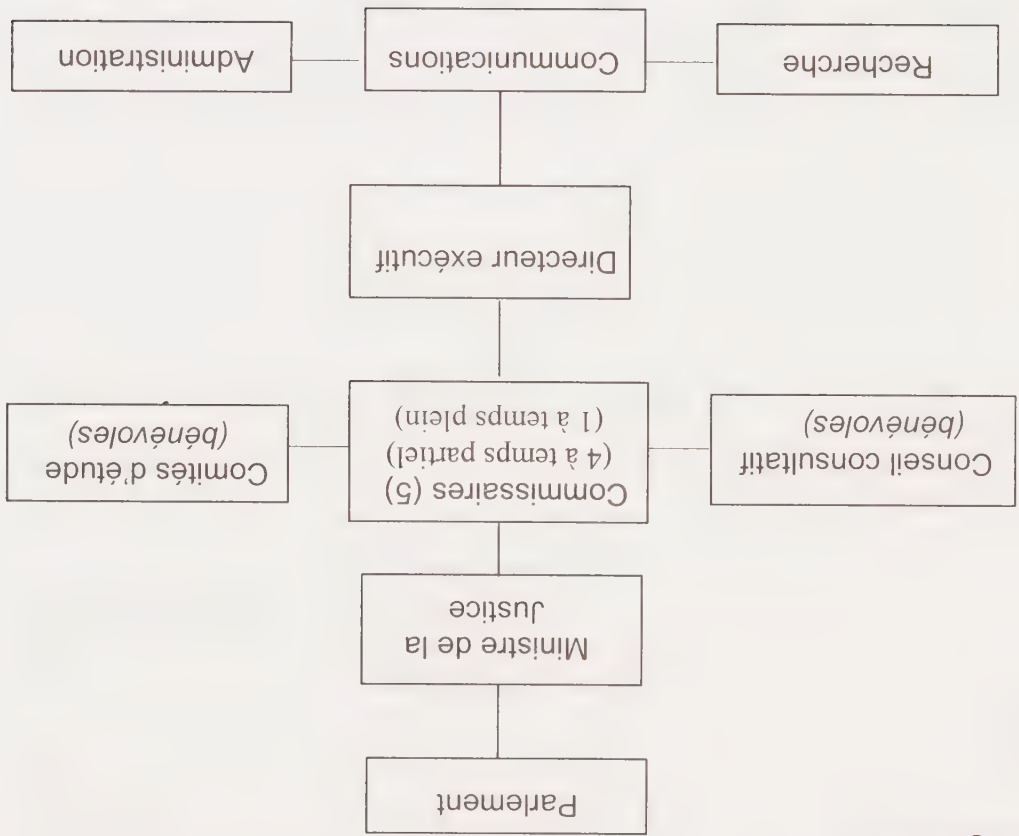 Parlement
Ministre de la
Justice
Conseil consultatif
(bénévoles)
Commissaires (5)
(4 à temps partiel)
(1 à temps plein)
Comités d'étude
(bénévoles)
Directeur exécutif
Recherche
Communications
Administration